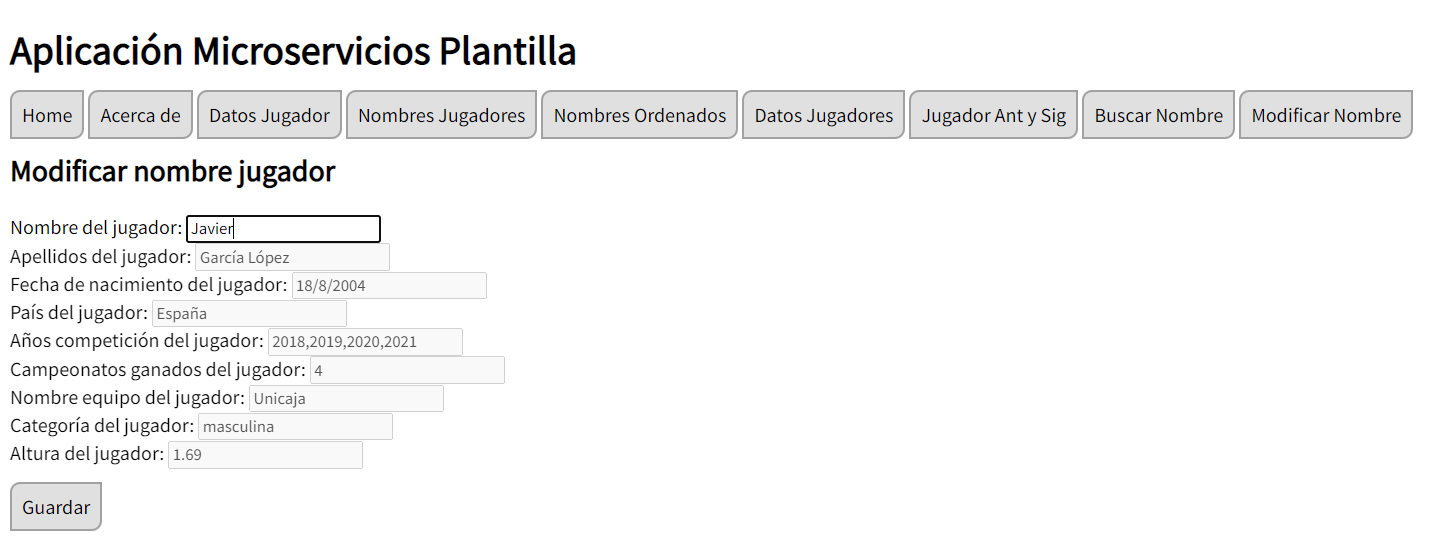 Aplicación Microservicios Plantilla
Home Acerca de Datos Jugador Nombres Jugadores Nombres Ordenados Datos Jugadores Jugador Ant y Sig Buscar Nombre Modificar Nombre
Modificar nombre jugador
Nombre del jugador: Javier
Apellidos del jugador: García López
Fecha de nacimiento del jugador: 18/8/2004
País del jugador: España
Años competición del jugador: 2018,2019,2020,2021
Campeonatos ganados del jugador: 4
Nombre equipo del jugador: Unicaja
Categoría del jugador: masculina
Altura del jugador: 1.69
Guardar